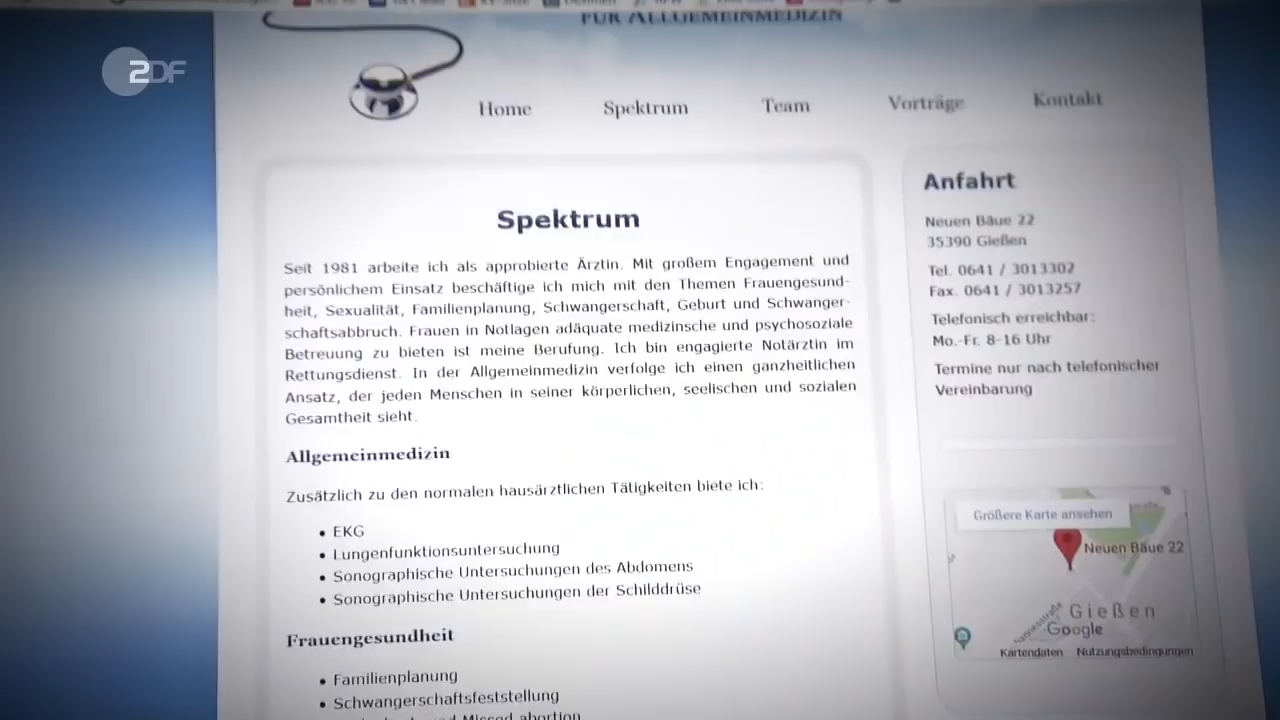 FÜR ALLGEMEINMEDIZIN
ZDF
Home Spektrum Team Vorträge Kontakt
Spektrum
Seit 1981 arbeite ich als approbierte Ärztin. Mit großem Engagement und
persönlichem Einsatz beschäftige ich mich mit den Themen Frauengesund-
heit, Sexualität, Familienplanung, Schwangerschaft, Geburt und Schwanger-
schaftsabbruch. Frauen in Notlagen adäquate medizinsche und psychosoziale
Betreuung zu bieten ist meine Berufung. Ich bin engagierte Notärztin im
Rettungsdienst. In der Allgemeinmedizin verfolge ich einen ganzheitlichen
Ansatz, der jeden Menschen in seiner körperlichen, seelischen und sozialen
Gesamtheit sieht.
Allgemeinmedizin
Zusätzlich zu den normalen hausärztlichen Tätigkeiten biete ich:
• EKG
• Lungenfunktionsuntersuchung
• Sonographische Untersuchungen des Abdomens
• Sonographische Untersuchungen der Schilddrüse
Frauengesundheit
• Familienplanung
• Schwangerschaftsfeststellung
und Missed abortion
Anfahrt
Neuen Bäue 22
35390 Gießen
Tel. 0641 / 3013302
Fax. 0641 / 3013257
Telefonisch erreichbar:
Mo.-Fr. 8-16 Uhr
Termine nur nach telefonischer
Vereinbarung
Größere Karte ansehen
Neuen Bäue 22
Gießen
Google
Kartendaten Nutzungsbedingungen